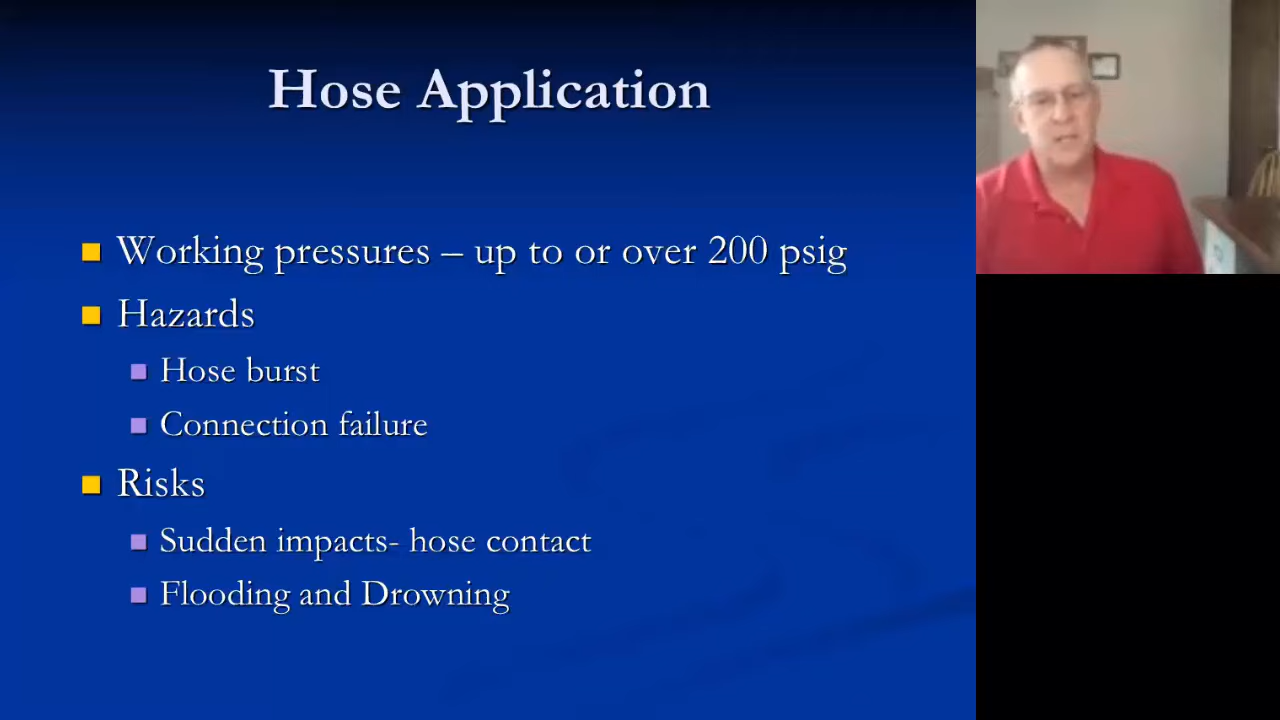 Hose Application
Working pressures – up to or over 200 psig
Hazards
Hose burst
Connection failure
Risks
Sudden impacts- hose contact
Flooding and Drowning